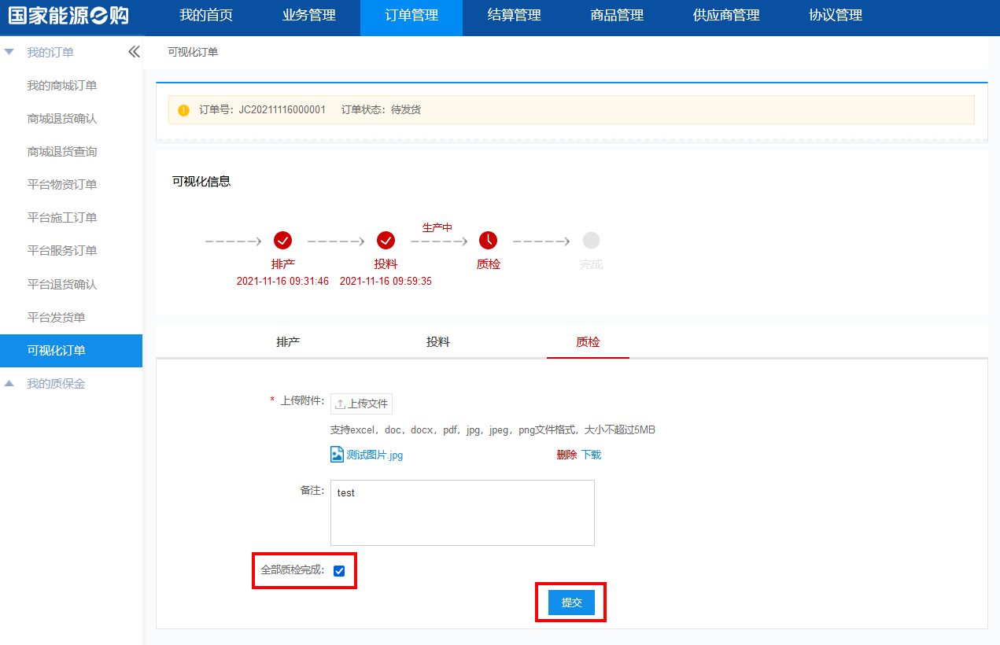 国家能源e购 我的首页 业务管理 订单管理 结算管理 商品管理 供应商管理 协议管理
我的订单
我的商城订单
商城退货确认
商城退货查询
平台物资订单
平台施工订单
平台服务订单
平台退货确认
平台发货单
可视化订单
我的质保金
可视化订单
订单号：JC20211116000001 订单状态：待发货
可视化信息
生产中
排产 投料 质检 完成
2021-11-16 09:31:46 2021-11-16 09:59:35
排产 投料 质检
* 上传附件： 上传文件
支持excel，doc，docx，pdf，jpg，jpeg，png文件格式，大小不超过5MB
测试图片.jpg 删除 下载
备注： test
全部质检完成：
提交